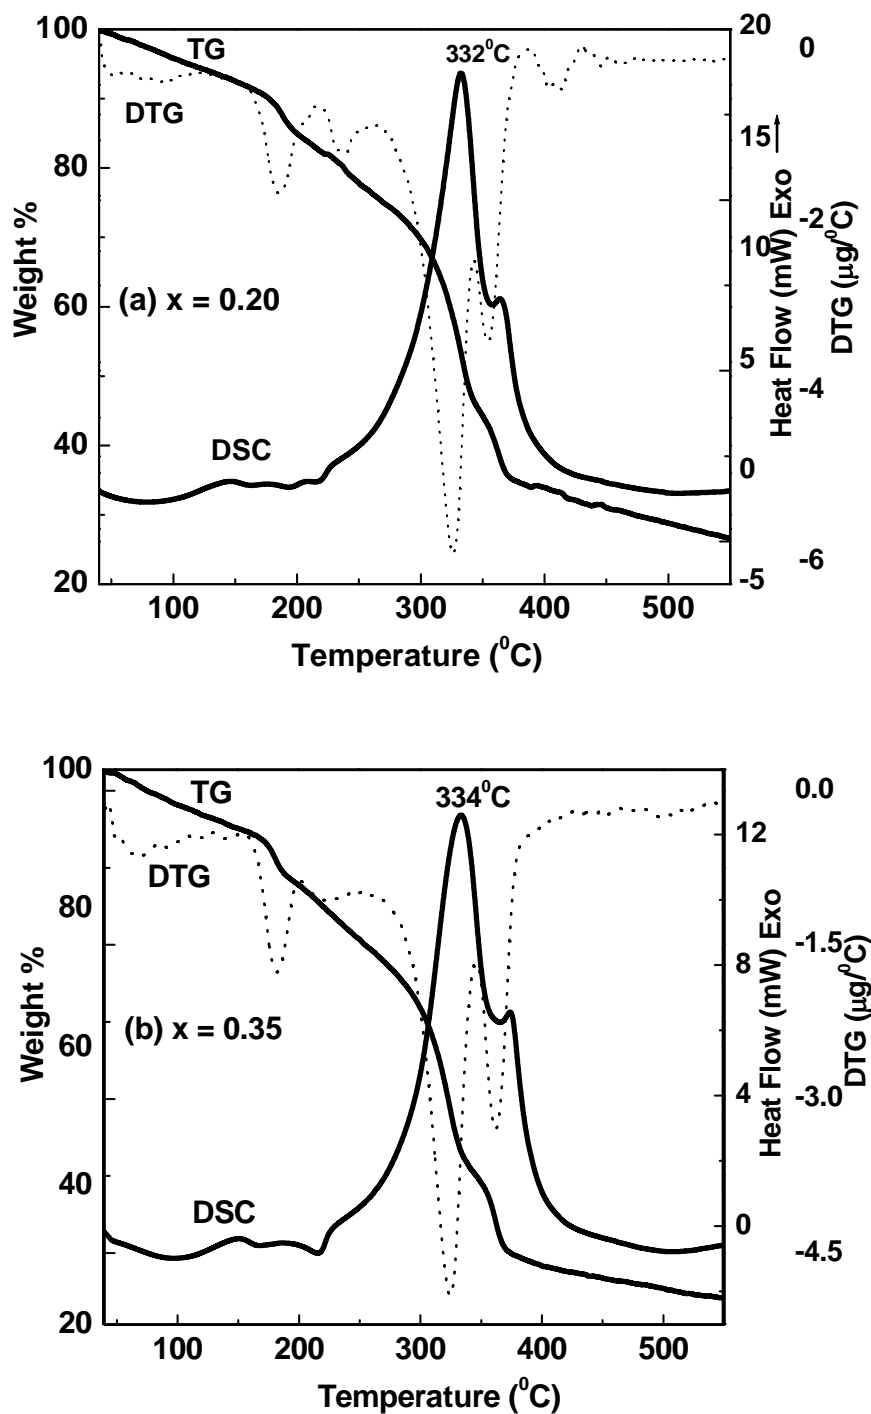 100
TG
332⁰C
20
0
DTG
15
80
-2
10
Weight %
Heat Flow (mW) Exo
DTG (µg/⁰C)
(a) x = 0.20
60
5
-4
40
DSC
0
-6
20
-5
100
200
300
400
500
Temperature (⁰C)
100
TG
334⁰C
0.0
12
DTG
80
-1.5
8
Weight %
Heat Flow (mW) Exo
DTG (µg/⁰C)
(b) x = 0.35
60
4
-3.0
40
DSC
0
-4.5
20
100
200
300
400
500
Temperature (⁰C)